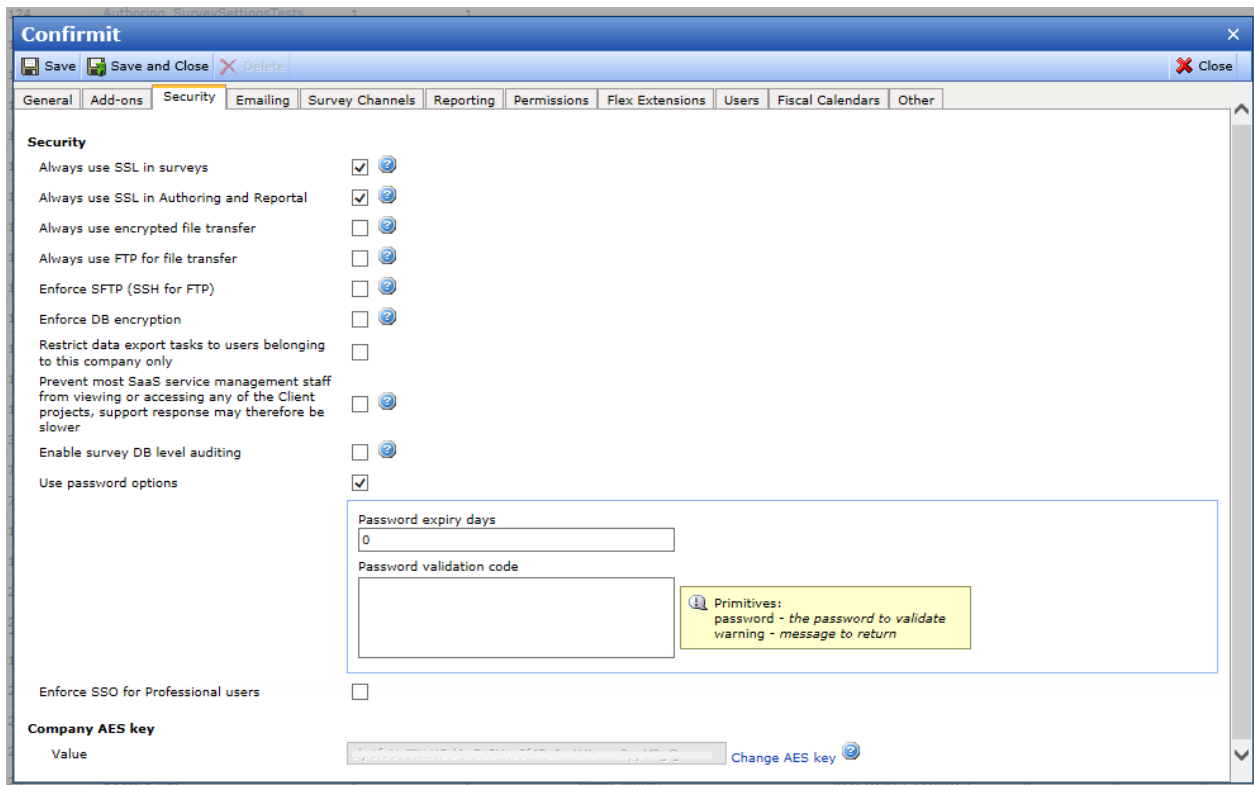 124 Authoring_SurveySettingsTests 1 1
Confirmit
Save Save and Close Delete Close
General Add-ons Security Emailing Survey Channels Reporting Permissions Flex Extensions Users Fiscal Calendars Other
Security
Always use SSL in surveys
Always use SSL in Authoring and Reportal
Always use encrypted file transfer
Always use FTP for file transfer
Enforce SFTP (SSH for FTP)
Enforce DB encryption
Restrict data export tasks to users belonging
to this company only
Prevent most SaaS service management staff
from viewing or accessing any of the Client
projects, support response may therefore be
slower
Enable survey DB level auditing
Use password options
Password expiry days
0
Password validation code
Primitives:
password - the password to validate
warning - message to return
Enforce SSO for Professional users
Company AES key
Value Change AES key